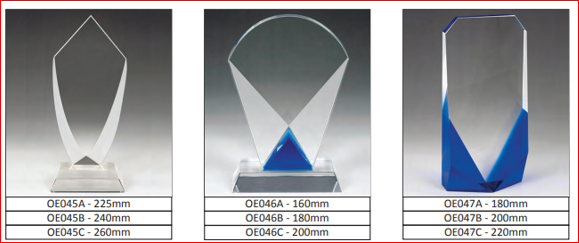 OE045A - 225mm
OE045B - 240mm
OE045C - 260mm
OE046A - 160mm
OE046B - 180mm
OE046C - 200mm
OE047A - 180mm
OE047B - 200mm
OE047C - 220mm